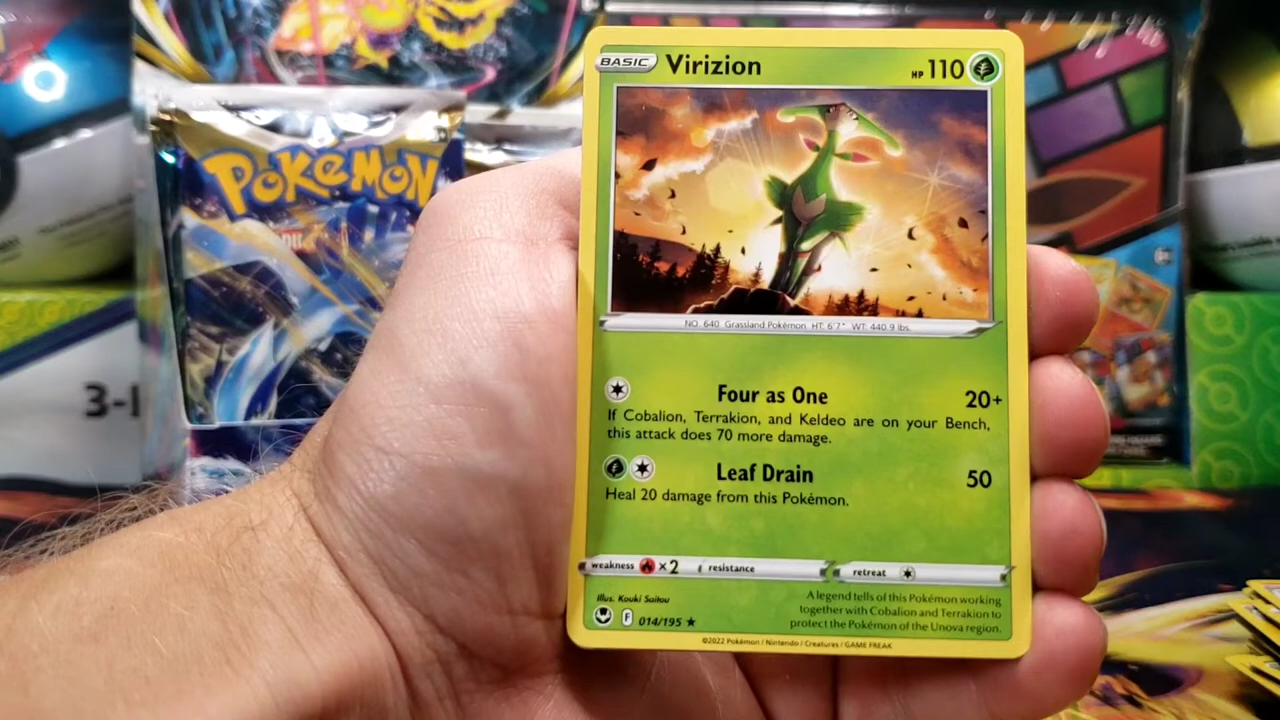 POKéMON
3-
BASIC Virizion HP 110
NO. 640 Grassland Pokémon HT: 6'7" WT: 440.9 lbs.
Four as One 20+
If Cobalion, Terrakion, and Keldeo are on your Bench,
this attack does 70 more damage.
Leaf Drain 50
Heal 20 damage from this Pokémon.
weakness ×2 resistance retreat
Illus. Kouki Saitou
F 014/195 ★
A legend tells of this Pokémon working
together with Cobalion and Terrakion to
protect the Pokémon of the Unova region.
©2022 Pokémon / Nintendo / Creatures / GAME FREAK